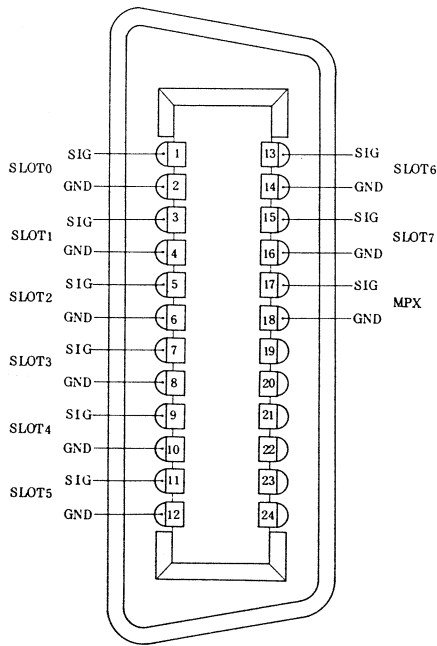 SIG 1 13 SIG
SLOT0 SLOT6
GND 2 14 GND
SIG 3 15 SIG
SLOT1 SLOT7
GND 4 16 GND
SIG 5 17 SIG
SLOT2 MPX
GND 6 18 GND
SIG 7 19
SLOT3
GND 8 20
SIG 9 21
SLOT4
GND 10 22
SIG 11 23
SLOT5
GND 12 24